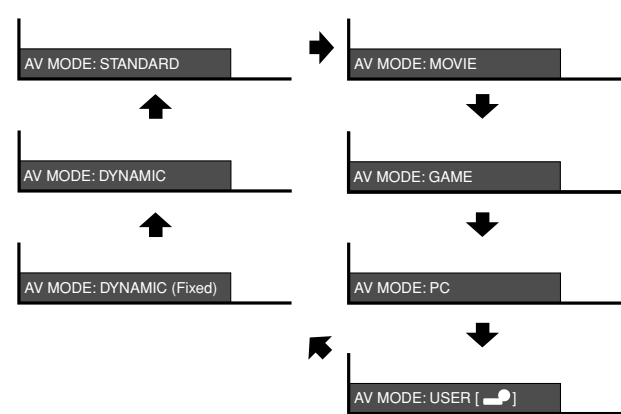 AV MODE: STANDARD
AV MODE: MOVIE
AV MODE: DYNAMIC
AV MODE: GAME
AV MODE: DYNAMIC (Fixed)
AV MODE: PC
AV MODE: USER [ ]